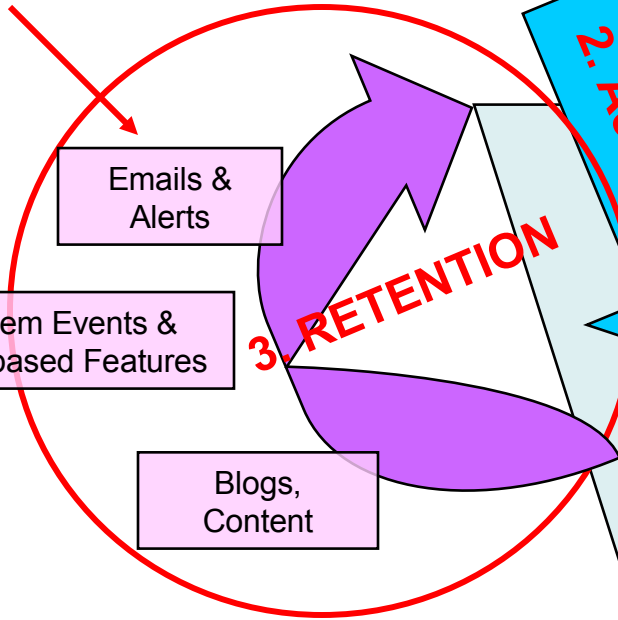 2. A
Emails &
Alerts
3. RETENTION
em Events &
based Features
Blogs,
Content